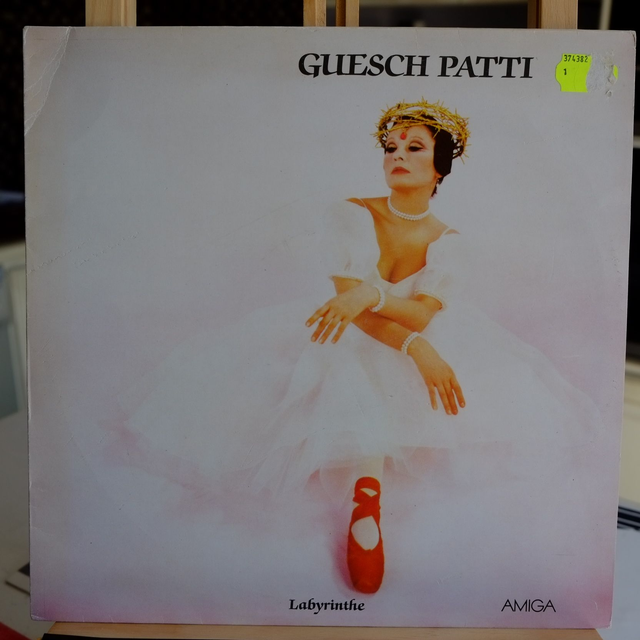 GUESCH PATTI
374382
1
Labyrinthe
AMIGA